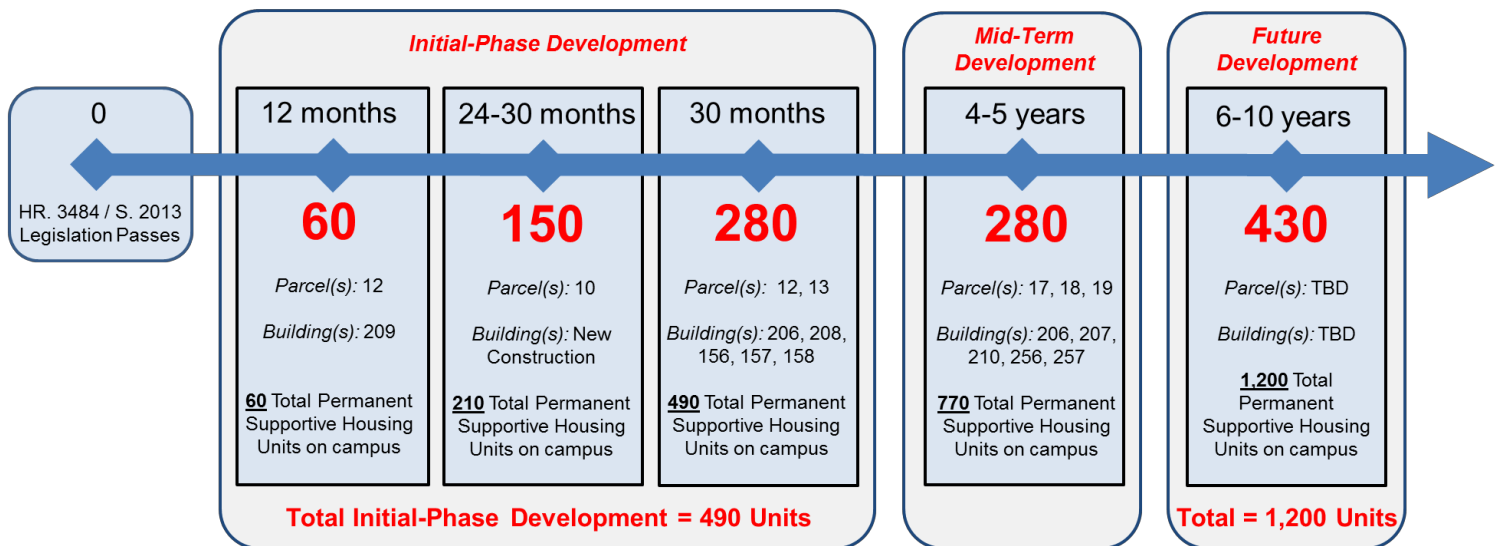 0
HR. 3484 / S. 2013
Legislation Passes
Initial-Phase Development
12 months
60
Parcel(s): 12
Building(s): 209
60 Total Permanent
Supportive Housing
Units on campus
24-30 months
150
Parcel(s): 10
Building(s): New
Construction
210 Total Permanent
Supportive Housing
Units on campus
30 months
280
Parcel(s): 12, 13
Building(s): 206, 208,
156, 157, 158
490 Total Permanent
Supportive Housing
Units on campus
Total Initial-Phase Development = 490 Units
Mid-Term
Development
4-5 years
280
Parcel(s): 17, 18, 19
Building(s): 206, 207,
210, 256, 257
770 Total Permanent
Supportive Housing
Units on campus
Future
Development
6-10 years
430
Parcel(s): TBD
Building(s): TBD
1,200 Total
Permanent
Supportive Housing
Units on campus
Total = 1,200 Units